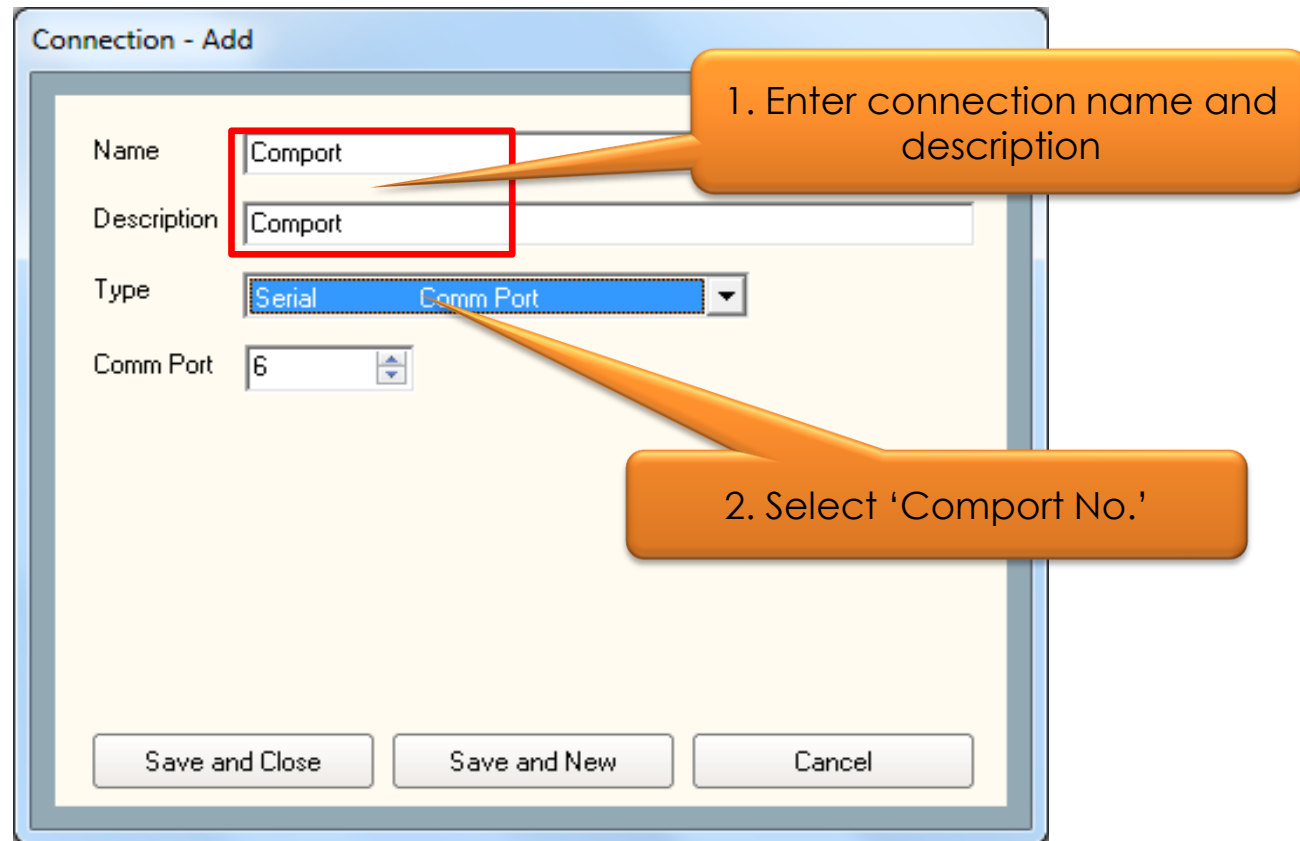 Connection - Add
1. Enter connection name and
description
Name Comport
Description Comport
Type Serial Comm Port
Comm Port 6
2. Select ‘Comport No.’
Save and Close Save and New Cancel